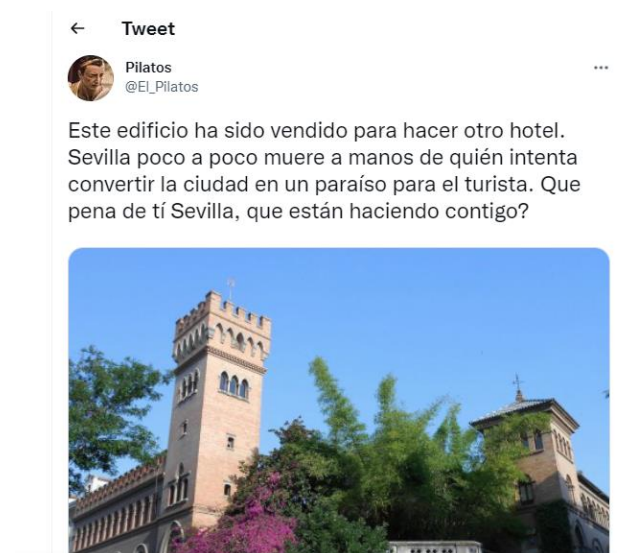 Tweet
Pilatos
@El_Pilatos
Este edificio ha sido vendido para hacer otro hotel.
Sevilla poco a poco muere a manos de quién intenta
convertir la ciudad en un paraíso para el turista. Que
pena de tí Sevilla, que están haciendo contigo?